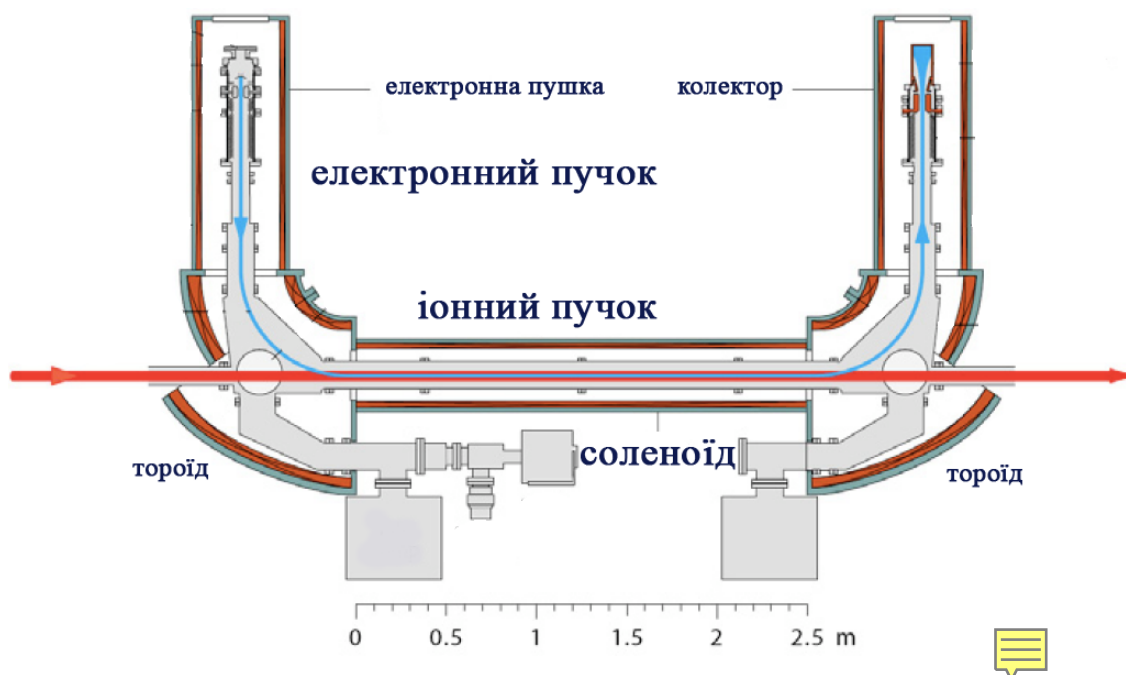 електронна пушка
колектор
електронний пучок
іонний пучок
соленоїд
тороїд
тороїд
0 0.5 1 1.5 2 2.5 m